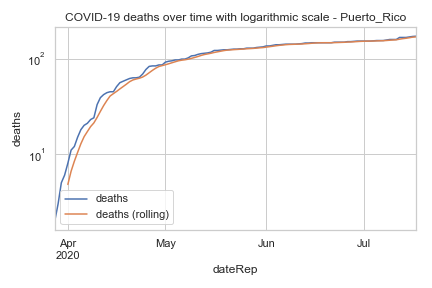 COVID-19 deaths over time with logarithmic scale - Puerto_Rico
deaths
10²
10¹
deaths
deaths (rolling)
Apr
2020
May
Jun
Jul
dateRep